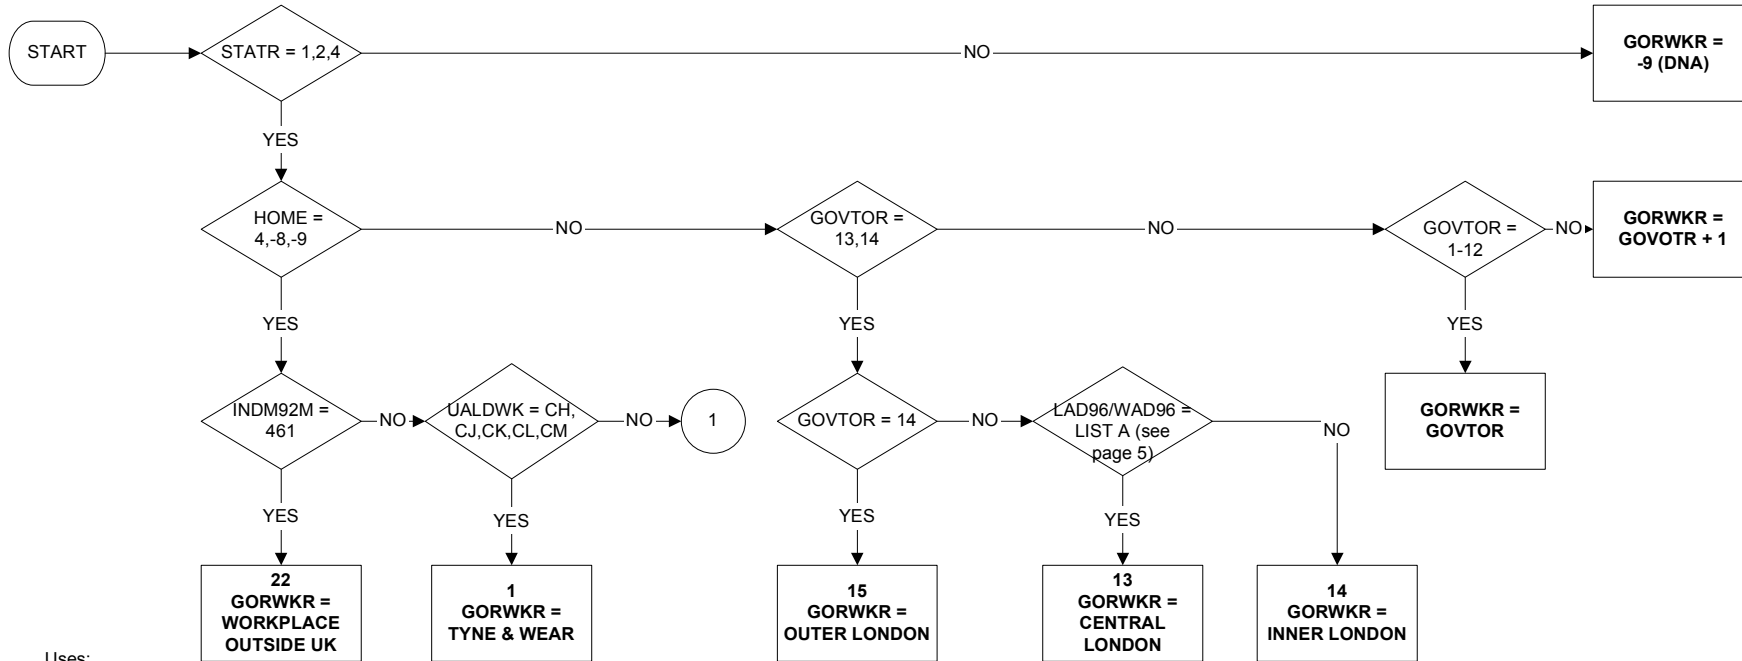 START
STATR = 1,2,4
NO
GORWKR =
-9 (DNA)
YES
HOME =
4,-8,-9
NO
GOVTOR =
13,14
NO
GOVTOR =
1-12
NO
GORWKR =
GOVOTR + 1
YES
YES
YES
INDM92M =
461
NO
UALDWK = CH,
CJ,CK,CL,CM
NO
1
GOVTOR = 14
NO
LAD96/WAD96 =
LIST A (see
page 5)
NO
GORWKR =
GOVTOR
YES
YES
YES
YES
22
GORWKR =
WORKPLACE
OUTSIDE UK
1
GORWKR =
TYNE & WEAR
15
GORWKR =
OUTER LONDON
13
GORWKR =
CENTRAL
LONDON
14
GORWKR =
INNER LONDON
Uses: